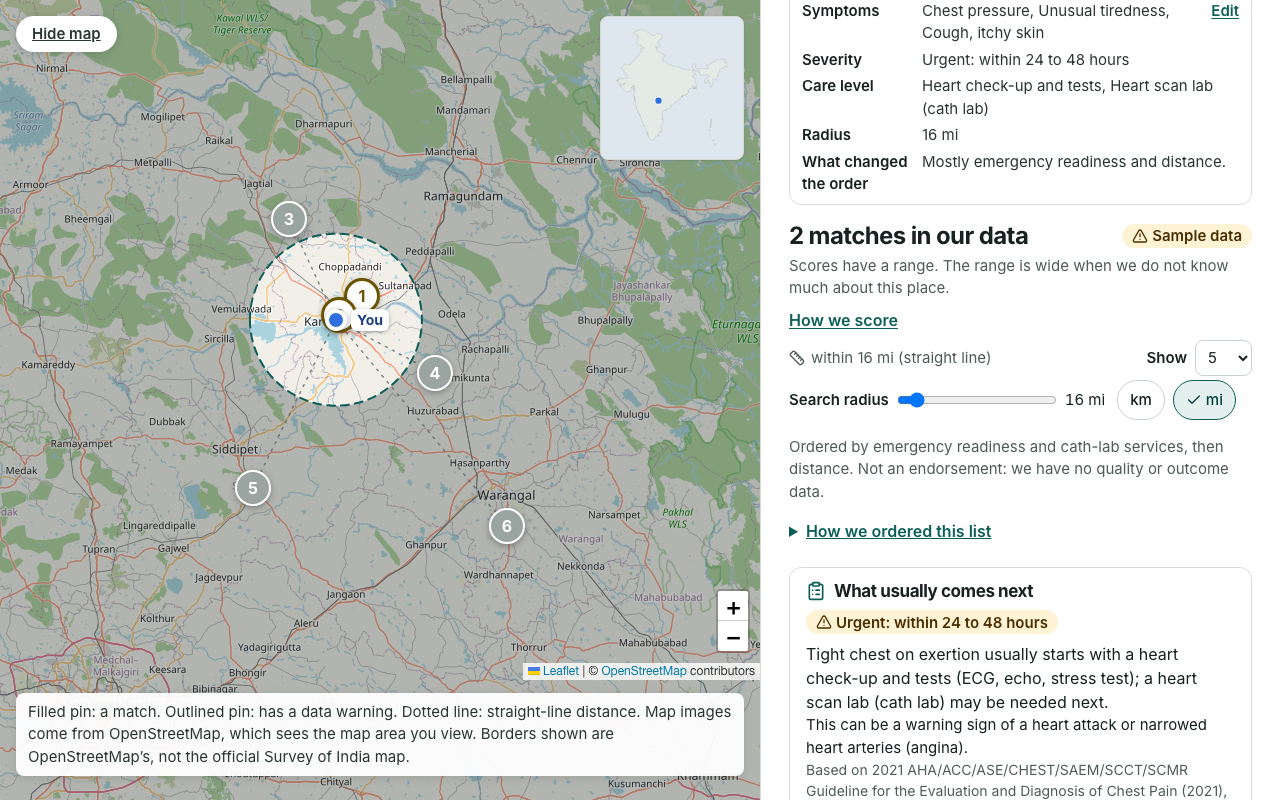 Hide map
Kawal WLS/
Tiger Reserve
Nirmal
Bellampalli
Sriram
Sagar
Mogilipet
Dharmapuri
Mandamari
Raikal
Metpalli
Mancherial
Chennur
Sironcha
Armoor
Jagtial
Ramagundam
abad
Bheemgal
3
Peddapalli
Choppadandi
1
Sultanabad
Jayashankar
Bhupalapally
Vemulawada
Kar
You
Odela
Bhupalpally
Eturnaga
WLS
Sircilla
Rachapalli
Kamareddy
4
mikunta
Ghanpur
Huzurabad
Parkal
Mulugu
Dubbak
Ramayampet
Siddipet
Medak
Hasanparthy
5
Warangal
dak
Lingareddipalle
6
Narsampet
Pakhal
WLS
Tupran
Gajwel
Ghanpur
Warangal
Nekkonda
Jagdevpur
Wardhannapet
Jangaon
Mahabubabad
Kolthur
Aleru
Yadagirigutta
Thorrur
Mahabubabad
Ye
Medchal-
Malkajgiri
Keesara
Bhongir
Bibinagar
+
−
Leaflet | © OpenStreetMap contributors
Filled pin: a match. Outlined pin: has a data warning. Dotted line: straight-line distance. Map images
come from OpenStreetMap, which sees the map area you view. Borders shown are
OpenStreetMap’s, not the official Survey of India map.
Chityal
Kusumanchi
Khammam
Symptoms Chest pressure, Unusual tiredness, Edit
Cough, itchy skin
Severity Urgent: within 24 to 48 hours
Care level Heart check-up and tests, Heart scan lab
(cath lab)
Radius 16 mi
What changed Mostly emergency readiness and distance.
the order
2 matches in our data Sample data
Scores have a range. The range is wide when we do not know
much about this place.
How we score
within 16 mi (straight line) Show 5
Search radius 16 mi km mi
Ordered by emergency readiness and cath-lab services, then
distance. Not an endorsement: we have no quality or outcome
data.
How we ordered this list
What usually comes next
Urgent: within 24 to 48 hours
Tight chest on exertion usually starts with a heart
check-up and tests (ECG, echo, stress test); a heart
scan lab (cath lab) may be needed next.
This can be a warning sign of a heart attack or narrowed
heart arteries (angina).
Based on 2021 AHA/ACC/ASE/CHEST/SAEM/SCCT/SCMR
Guideline for the Evaluation and Diagnosis of Chest Pain (2021),